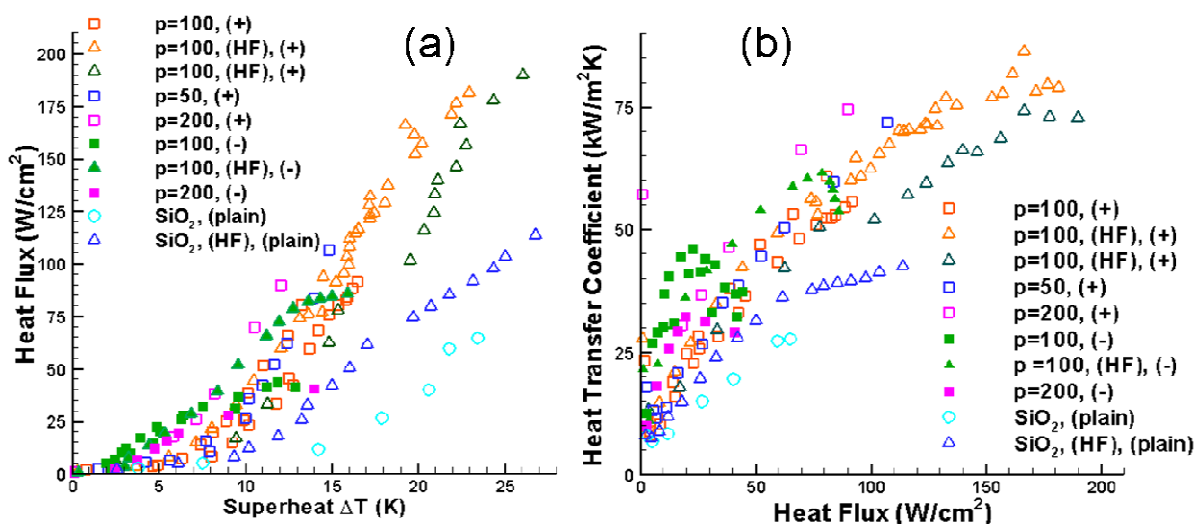 (a)
p=100, (+)
p=100, (HF), (+)
p=100, (HF), (+)
p=50, (+)
p=200, (+)
p=100, (-)
p=100, (HF), (-)
p=200, (-)
SiO₂, (plain)
SiO₂, (HF), (plain)
Heat Flux (W/cm²)
200
175
150
125
100
75
50
25
0
0 5 10 15 20 25
Superheat ΔT (K)
(b)
Heat Transfer Coefficient (kW/m²K)
75
50
25
0
p=100, (+)
p=100, (HF), (+)
p=100, (HF), (+)
p=50, (+)
p=200, (+)
p=100, (-)
p =100, (HF), (-)
p=200, (-)
SiO₂, (plain)
SiO₂, (HF), (plain)
0 50 100 150 200
Heat Flux (W/cm²)